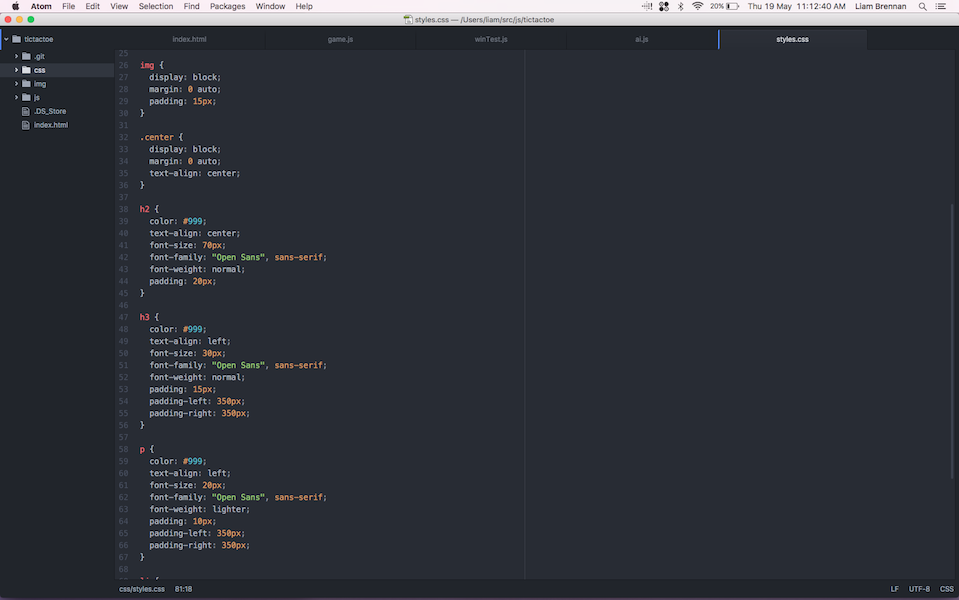 Atom File Edit View Selection Find Packages Window Help 20% Thu 19 May 11:12:40 AM Liam Brennan
styles.css — /Users/liam/src/js/tictactoe
tictactoe
.git
css
img
js
.DS_Store
index.html
index.html game.js winTest.js ai.js styles.css
25
26 img {
27 display: block;
28 margin: 0 auto;
29 padding: 15px;
30 }
31
32 .center {
33 display: block;
34 margin: 0 auto;
35 text-align: center;
36 }
37
38 h2 {
39 color: #999;
40 text-align: center;
41 font-size: 70px;
42 font-family: "Open Sans", sans-serif;
43 font-weight: normal;
44 padding: 20px;
45 }
46
47 h3 {
48 color: #999;
49 text-align: left;
50 font-size: 30px;
51 font-family: "Open Sans", sans-serif;
52 font-weight: normal;
53 padding: 15px;
54 padding-left: 350px;
55 padding-right: 350px;
56 }
57
58 p {
59 color: #999;
60 text-align: left;
61 font-size: 20px;
62 font-family: "Open Sans", sans-serif;
63 font-weight: lighter;
64 padding: 10px;
65 padding-left: 350px;
66 padding-right: 350px;
67 }
68
css/styles.css 81:18 LF UTF-8 CSS